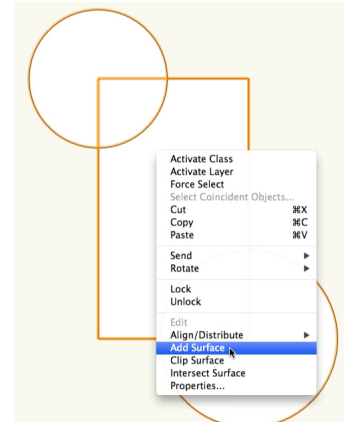 Activate Class
Activate Layer
Force Select
Select Coincident Objects...
Cut ⌘X
Copy ⌘C
Paste ⌘V
Send ▶
Rotate ▶
Lock
Unlock
Edit
Align/Distribute ▶
Add Surface
Clip Surface
Intersect Surface
Properties...